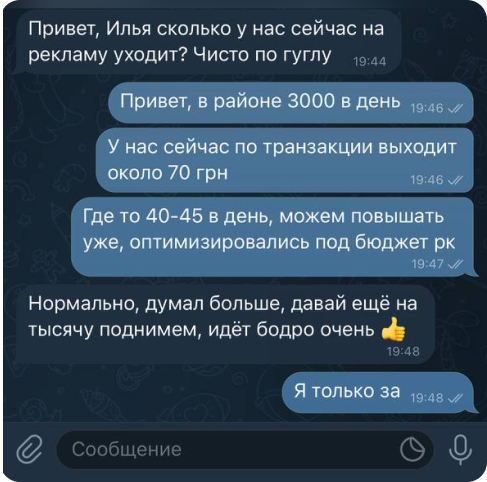 Привет, Илья сколько у нас сейчас на
рекламу уходит? Чисто по гуглу 19:44
Привет, в районе 3000 в день 19:46
У нас сейчас по транзакции выходит
около 70 грн 19:46
Где то 40-45 в день, можем повышать
уже, оптимизировались под бюджет рк
19:47
Нормально, думал больше, давай ещё на
тысячу поднимем, идёт бодро очень 👍
19:48
Я только за 19:48
Сообщение